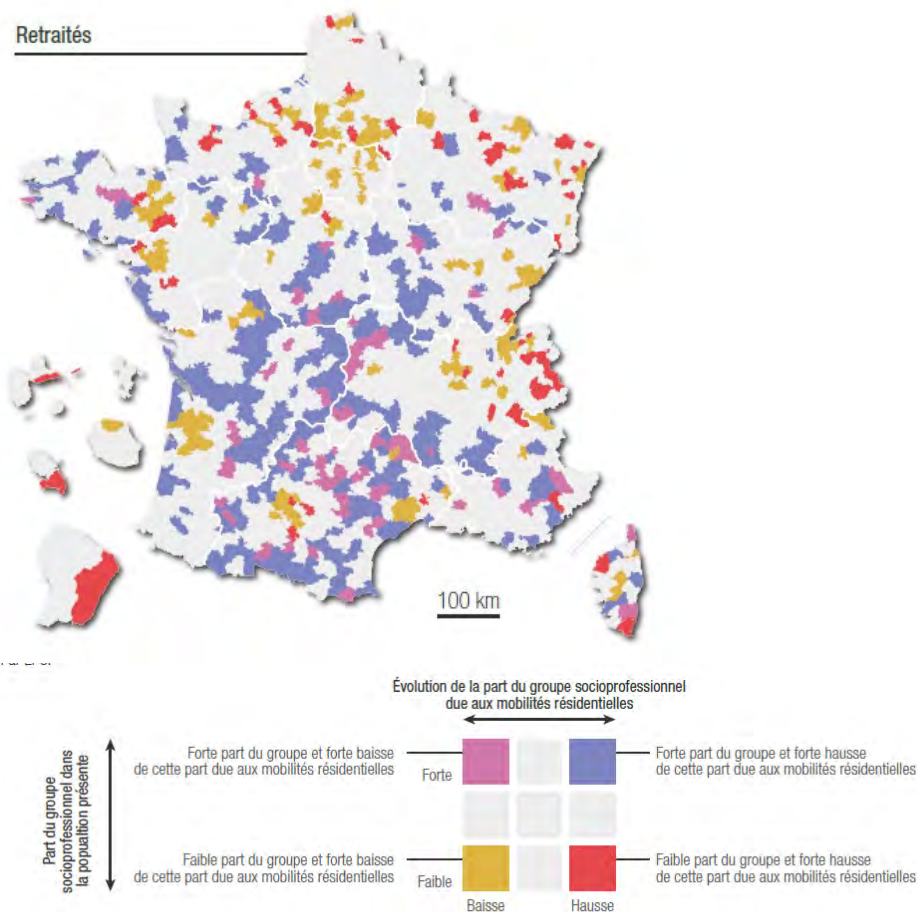 Retraités
100 km
Évolution de la part du groupe socioprofessionnel
due aux mobilités résidentielles
Part du groupe
socioprofessionnel dans
la popuation présente
Forte part du groupe et forte baisse
de cette part due aux mobilités résidentielles
Forte
Forte part du groupe et forte hausse
de cette part due aux mobilités résidentielles
Faible part du groupe et forte baisse
de cette part due aux mobilités résidentielles
Faible
Faible part du groupe et forte hausse
de cette part due aux mobilités résidentielles
Baisse
Hausse